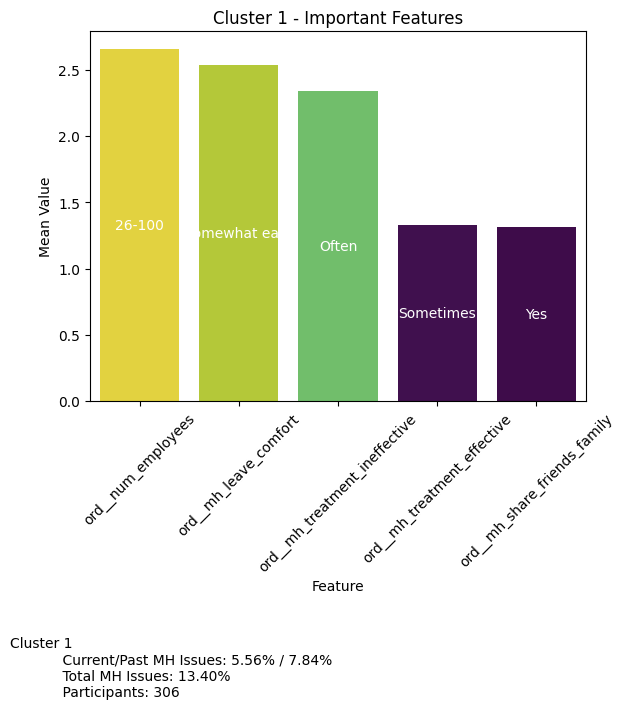 Cluster 1 - Important Features
Mean Value
2.5
2.0
1.5
1.0
0.5
0.0
26-100
omewhat ea
Often
Sometimes
Yes
ord__num_employees
ord__mh_leave_comfort
ord__mh_treatment_ineffective
ord__mh_treatment_effective
ord__mh_share_friends_family
Feature
Cluster 1
Current/Past MH Issues: 5.56% / 7.84%
Total MH Issues: 13.40%
Participants: 306